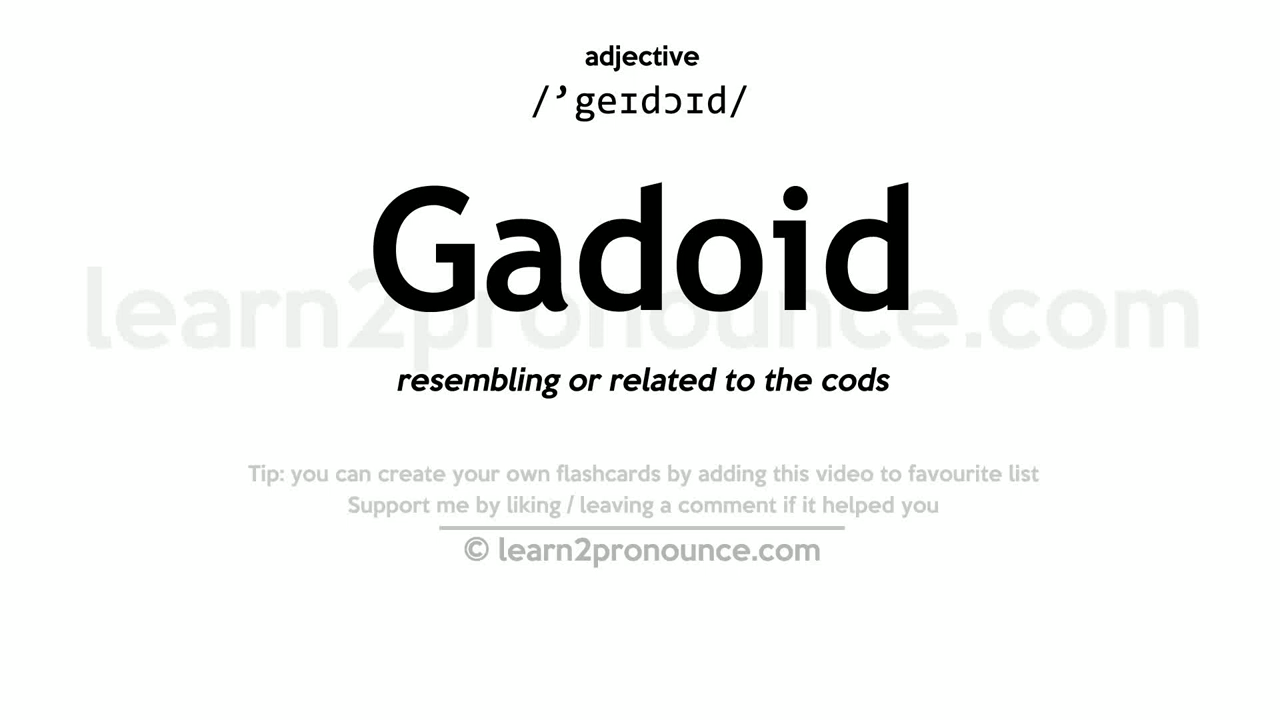 adjective
/’geɪdɔɪd/
Gadoid
learn2pronounce.com
resembling or related to the cods
Tip: you can create your own flashcards by adding this video to favourite list
Support me by liking / leaving a comment if it helped you
© learn2pronounce.com